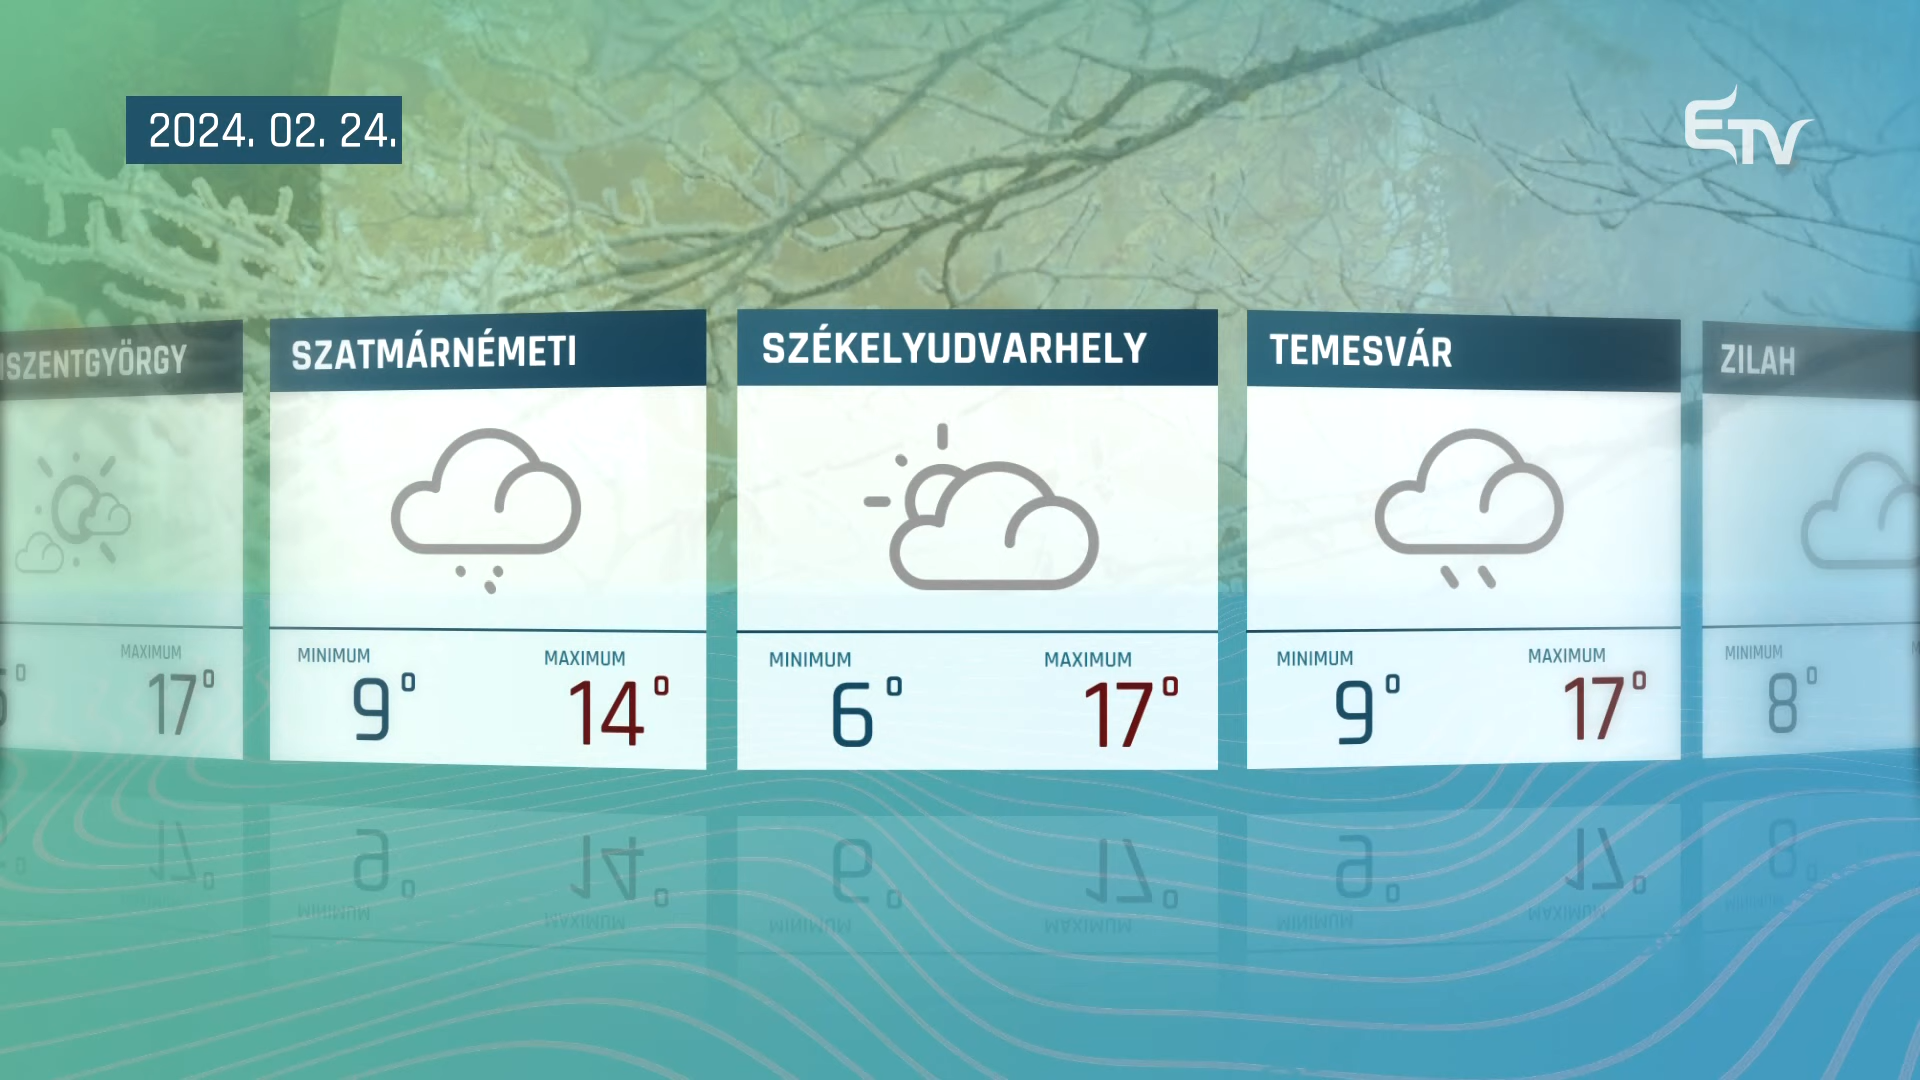 2024. 02. 24.
ETV
SZENTGYÖRGY
MAXIMUM
17°
SZATMÁRNÉMETI
MINIMUM
MAXIMUM
9°
14°
SZÉKELYUDVARHELY
MINIMUM
MAXIMUM
6°
17°
TEMESVÁR
MINIMUM
MAXIMUM
9°
17°
ZILAH
MINIMUM
8°